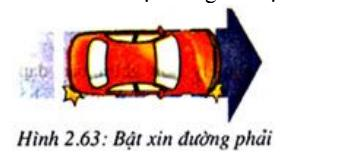 Hình 2.63: Bật xin đường phải